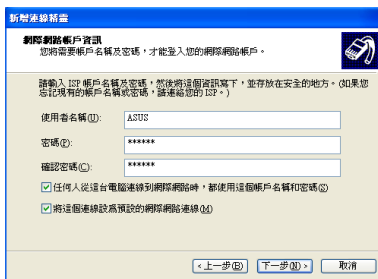 新增連線精靈
網際網路帳戶資訊
您將需要帳戶名稱及密碼，才能登入您的網際網路帳戶。
請輸入 ISP 帳戶名稱及密碼，然後將這個資訊寫下，並存放在安全的地方。(如果您
忘記現有的帳戶名稱或密碼，請連絡您的 ISP。)
使用者名稱(U): ASUS
密碼(P): ******
確認密碼(C): ******
任何人從這台電腦連線到網際網路時，都使用這個帳戶名稱和密碼(S)
將這個連線設為預設的網際網路連線(M)
<上一步(B) 下一步(N)> 取消